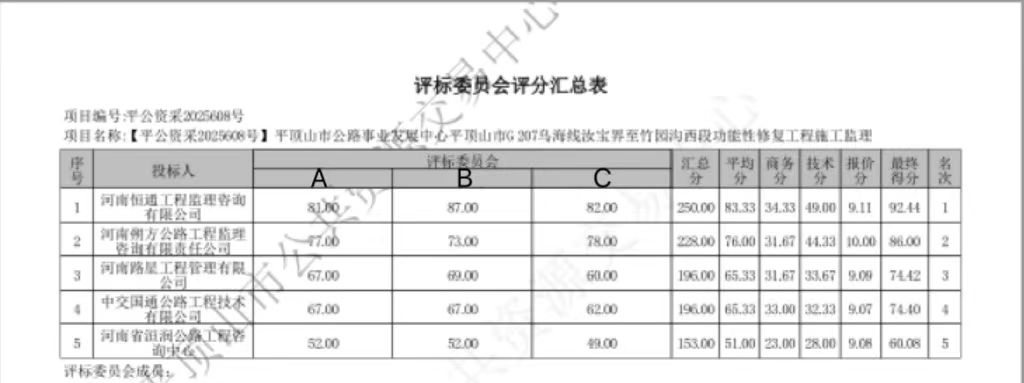 评标委员会评分汇总表
项目编号:平公资采2025608号
项目名称:【平公资采2025608号】平顶山市公路事业发展中心平顶山市G 207乌海线汝宝界至竹园沟西段功能性修复工程施工监理
序号 投标人 评标委员会 汇总分 平均分 商务分 技术分 报价分 最终得分 名次
A B C
1 河南恒通工程监理咨询有限公司 81.00 87.00 82.00 250.00 83.33 34.33 49.00 9.11 92.44 1
2 河南朔方公路工程监理咨询有限责任公司 77.00 73.00 78.00 228.00 76.00 31.67 44.33 10.00 86.00 2
3 河南路星工程管理有限公司 67.00 69.00 60.00 196.00 65.33 31.67 33.67 9.09 74.42 3
4 中交国通公路工程技术有限公司 67.00 67.00 62.00 196.00 65.33 33.00 32.33 9.07 74.40 4
5 河南省洹润公路工程咨询中心 52.00 52.00 49.00 153.00 51.00 23.00 28.00 9.08 60.08 5
评标委员会成员:
平顶山市公共资源交易中心